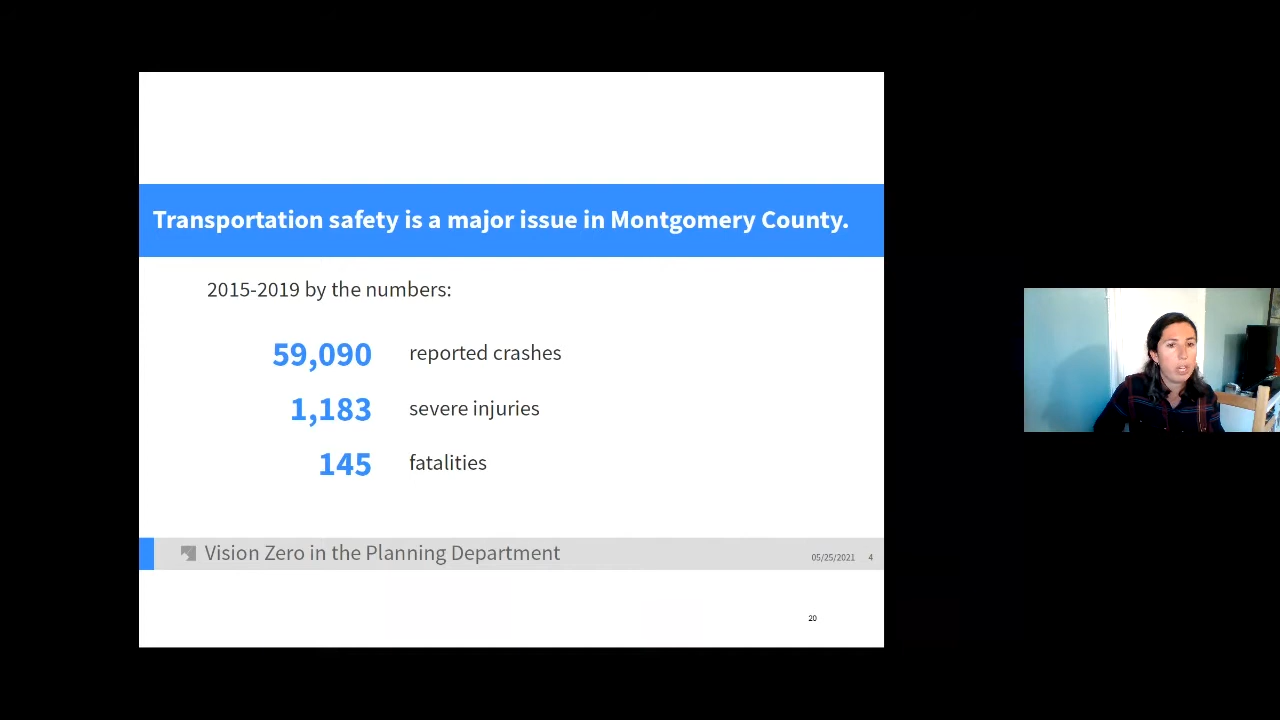 Transportation safety is a major issue in Montgomery County.
2015-2019 by the numbers:
59,090 reported crashes
1,183 severe injuries
145 fatalities
Vision Zero in the Planning Department
05/25/2021 4
20